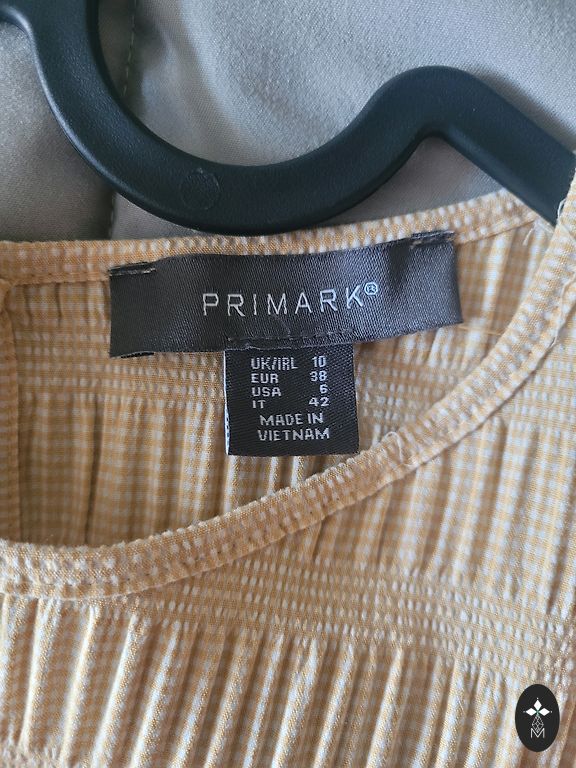 PRIMARK®
UK/IRL 10
EUR 38
USA 6
IT 42
MADE IN
VIETNAM